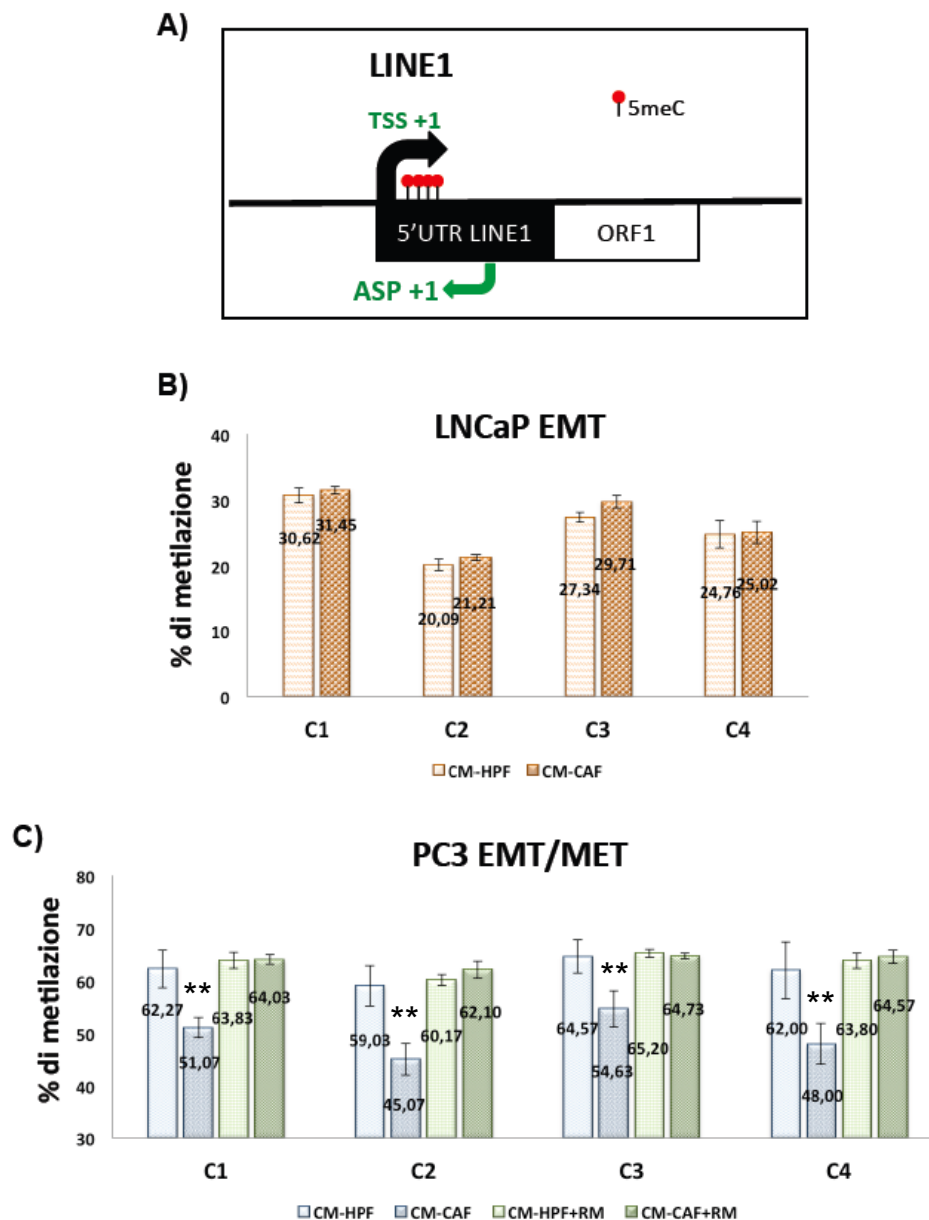 A)
LINE1
TSS +1
5meC
5'UTR LINE1
ORF1
ASP +1
B)
LNCaP EMT
% di metilazione
40
30
20
10
0
30,62
31,45
20,09
21,21
27,34
29,71
24,76
25,02
C1
C2
C3
C4
CM-HPF
CM-CAF
C)
PC3 EMT/MET
% di metilazione
80
70
60
50
40
30
62,27
**
51,07
63,83
64,03
59,03
**
45,07
60,17
62,10
64,57
**
54,63
65,20
64,73
62,00
**
48,00
63,80
64,57
C1
C2
C3
C4
CM-HPF
CM-CAF
CM-HPF+RM
CM-CAF+RM